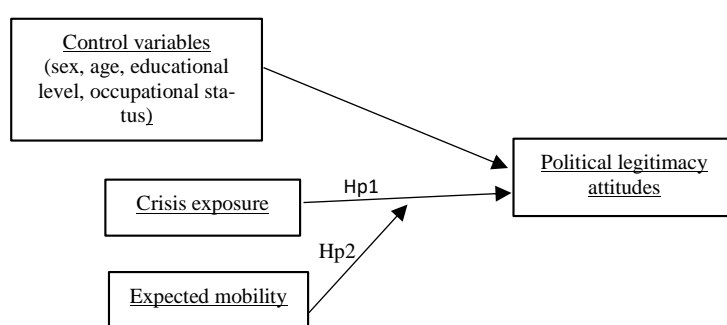 Control variables
(sex, age, educational
level, occupational sta-
tus)
Political legitimacy
attitudes
Hp1
Crisis exposure
Hp2
Expected mobility